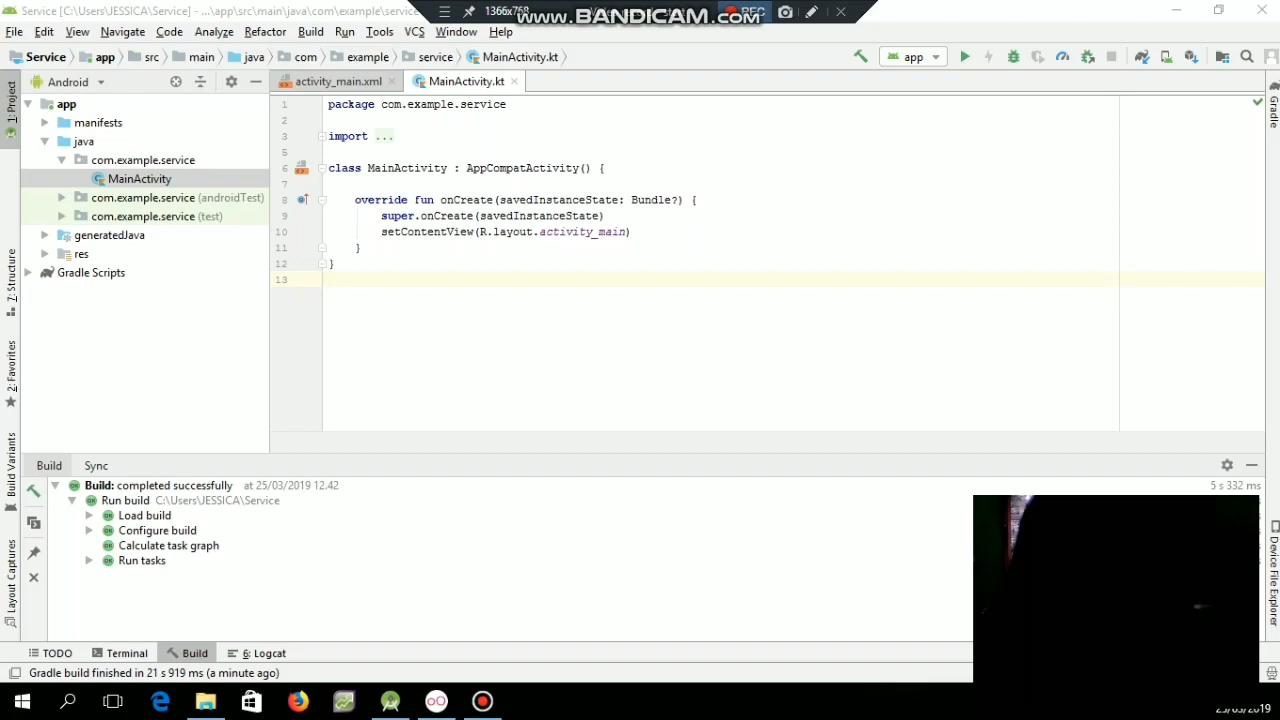 Service [C:\Users\JESSICA\Service] - ...\app\src\main\java\com\example\service
1366x768
www.BANDICAM.com
REC
File Edit View Navigate Code Analyze Refactor Build Run Tools VCS Window Help
Service app src main java com example service MainActivity.kt
app
Android
activity_main.xml
MainActivity.kt
1: Project
Gradle
app
manifests
java
com.example.service
MainActivity
com.example.service (androidTest)
com.example.service (test)
generatedJava
res
Gradle Scripts
1 package com.example.service
2
3 import ...
5
6 class MainActivity : AppCompatActivity() {
7
8 override fun onCreate(savedInstanceState: Bundle?) {
9 super.onCreate(savedInstanceState)
10 setContentView(R.layout.activity_main)
11 }
12 }
13
7: Structure
2: Favorites
Build Variants
Layout Captures
Device File Explorer
Build Sync
Build: completed successfully at 25/03/2019 12.42
5 s 332 ms
Run build C:\Users\JESSICA\Service
Load build
Configure build
Calculate task graph
Run tasks
TODO Terminal Build 6: Logcat
Gradle build finished in 21 s 919 ms (a minute ago)